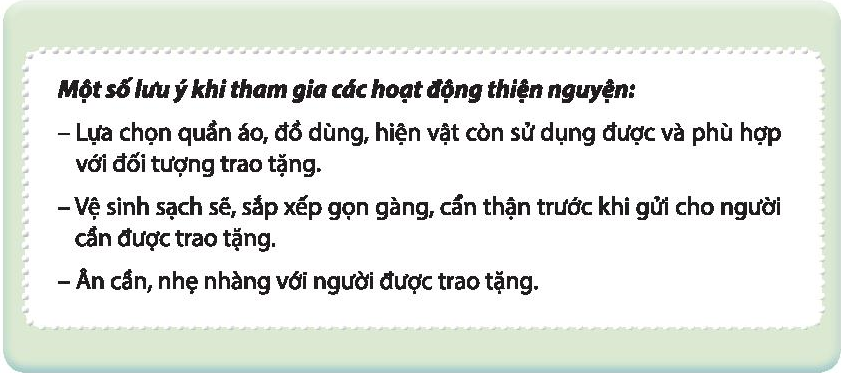 Một số lưu ý khi tham gia các hoạt động thiện nguyện:
– Lựa chọn quần áo, đồ dùng, hiện vật còn sử dụng được và phù hợp
với đối tượng trao tặng.
– Vệ sinh sạch sẽ, sắp xếp gọn gàng, cẩn thận trước khi gửi cho người
cần được trao tặng.
– Ân cần, nhẹ nhàng với người được trao tặng.